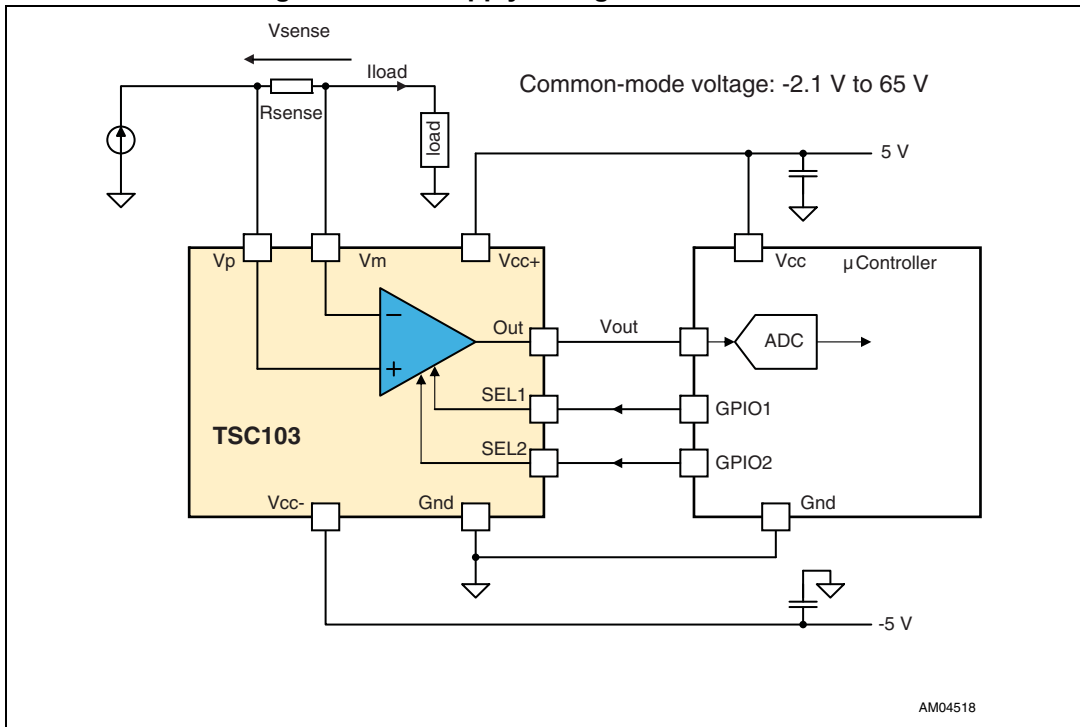 Vsense
Iload
Rsense
load
Common-mode voltage: -2.1 V to 65 V
5 V
Vp
Vm
Vcc+
Vcc
µController
Out
Vout
ADC
SEL1
GPIO1
TSC103
SEL2
GPIO2
Vcc-
Gnd
Gnd
-5 V
AM04518